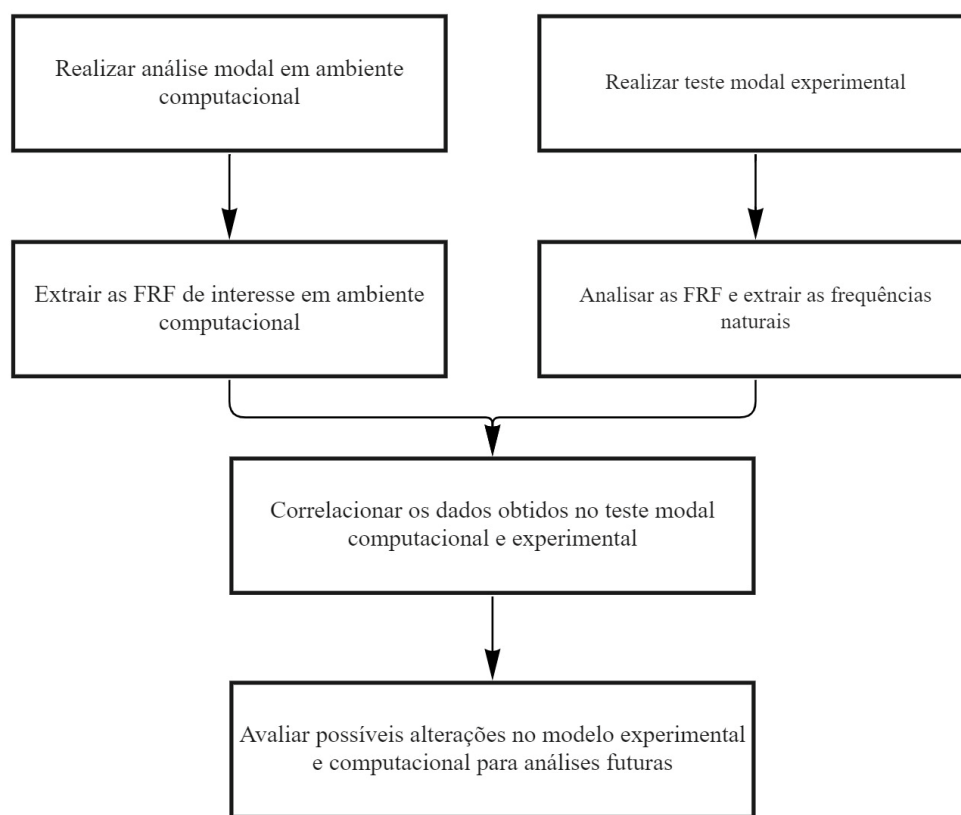 Realizar análise modal em ambiente
computacional
Realizar teste modal experimental
Extrair as FRF de interesse em ambiente
computacional
Analisar as FRF e extrair as frequências
naturais
Correlacionar os dados obtidos no teste modal
computacional e experimental
Avaliar possíveis alterações no modelo experimental
e computacional para análises futuras